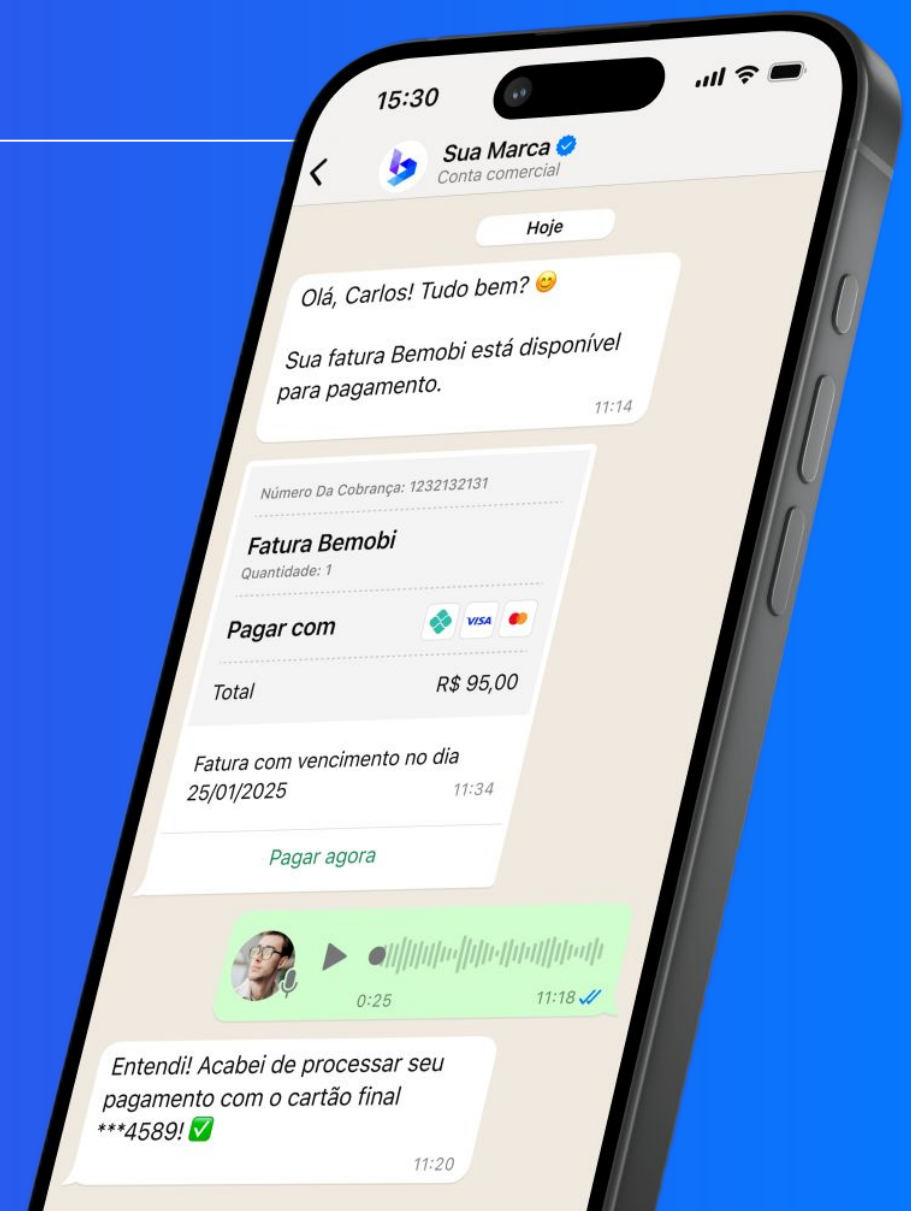 15:30
Sua Marca
Conta comercial
Hoje
Olá, Carlos! Tudo bem? 😊
Sua fatura Bemobi está disponível
para pagamento.
11:14
Número Da Cobrança: 1232132131
Fatura Bemobi
Quantidade: 1
Pagar com
VISA
Total R$ 95,00
Fatura com vencimento no dia
25/01/2025 11:34
Pagar agora
0:25 11:18
Entendi! Acabei de processar seu
pagamento com o cartão final
***4589! ✅
11:20